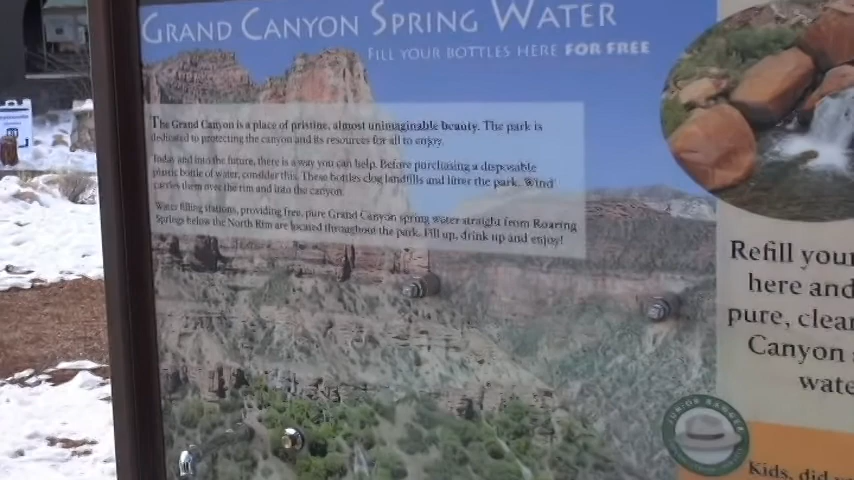 Grand Canyon Spring Water
Fill your bottles here for free
The Grand Canyon is a place of pristine, almost unimaginable beauty. The park is
dedicated to protecting the canyon and its resources for all to enjoy.
Today and into the future, there is a way you can help. Before purchasing a disposable
plastic bottle of water, consider this. These bottles clog landfills and litter the park. Wind
carries them over the rim and into the canyon.
Water filling stations, providing free, pure Grand Canyon spring water straight from Roaring
Springs below the North Rim are located throughout the park. Fill up, drink up and enjoy!
Refill your
here and
pure, clea
Canyon
wate
Junior Ranger
Kids, did